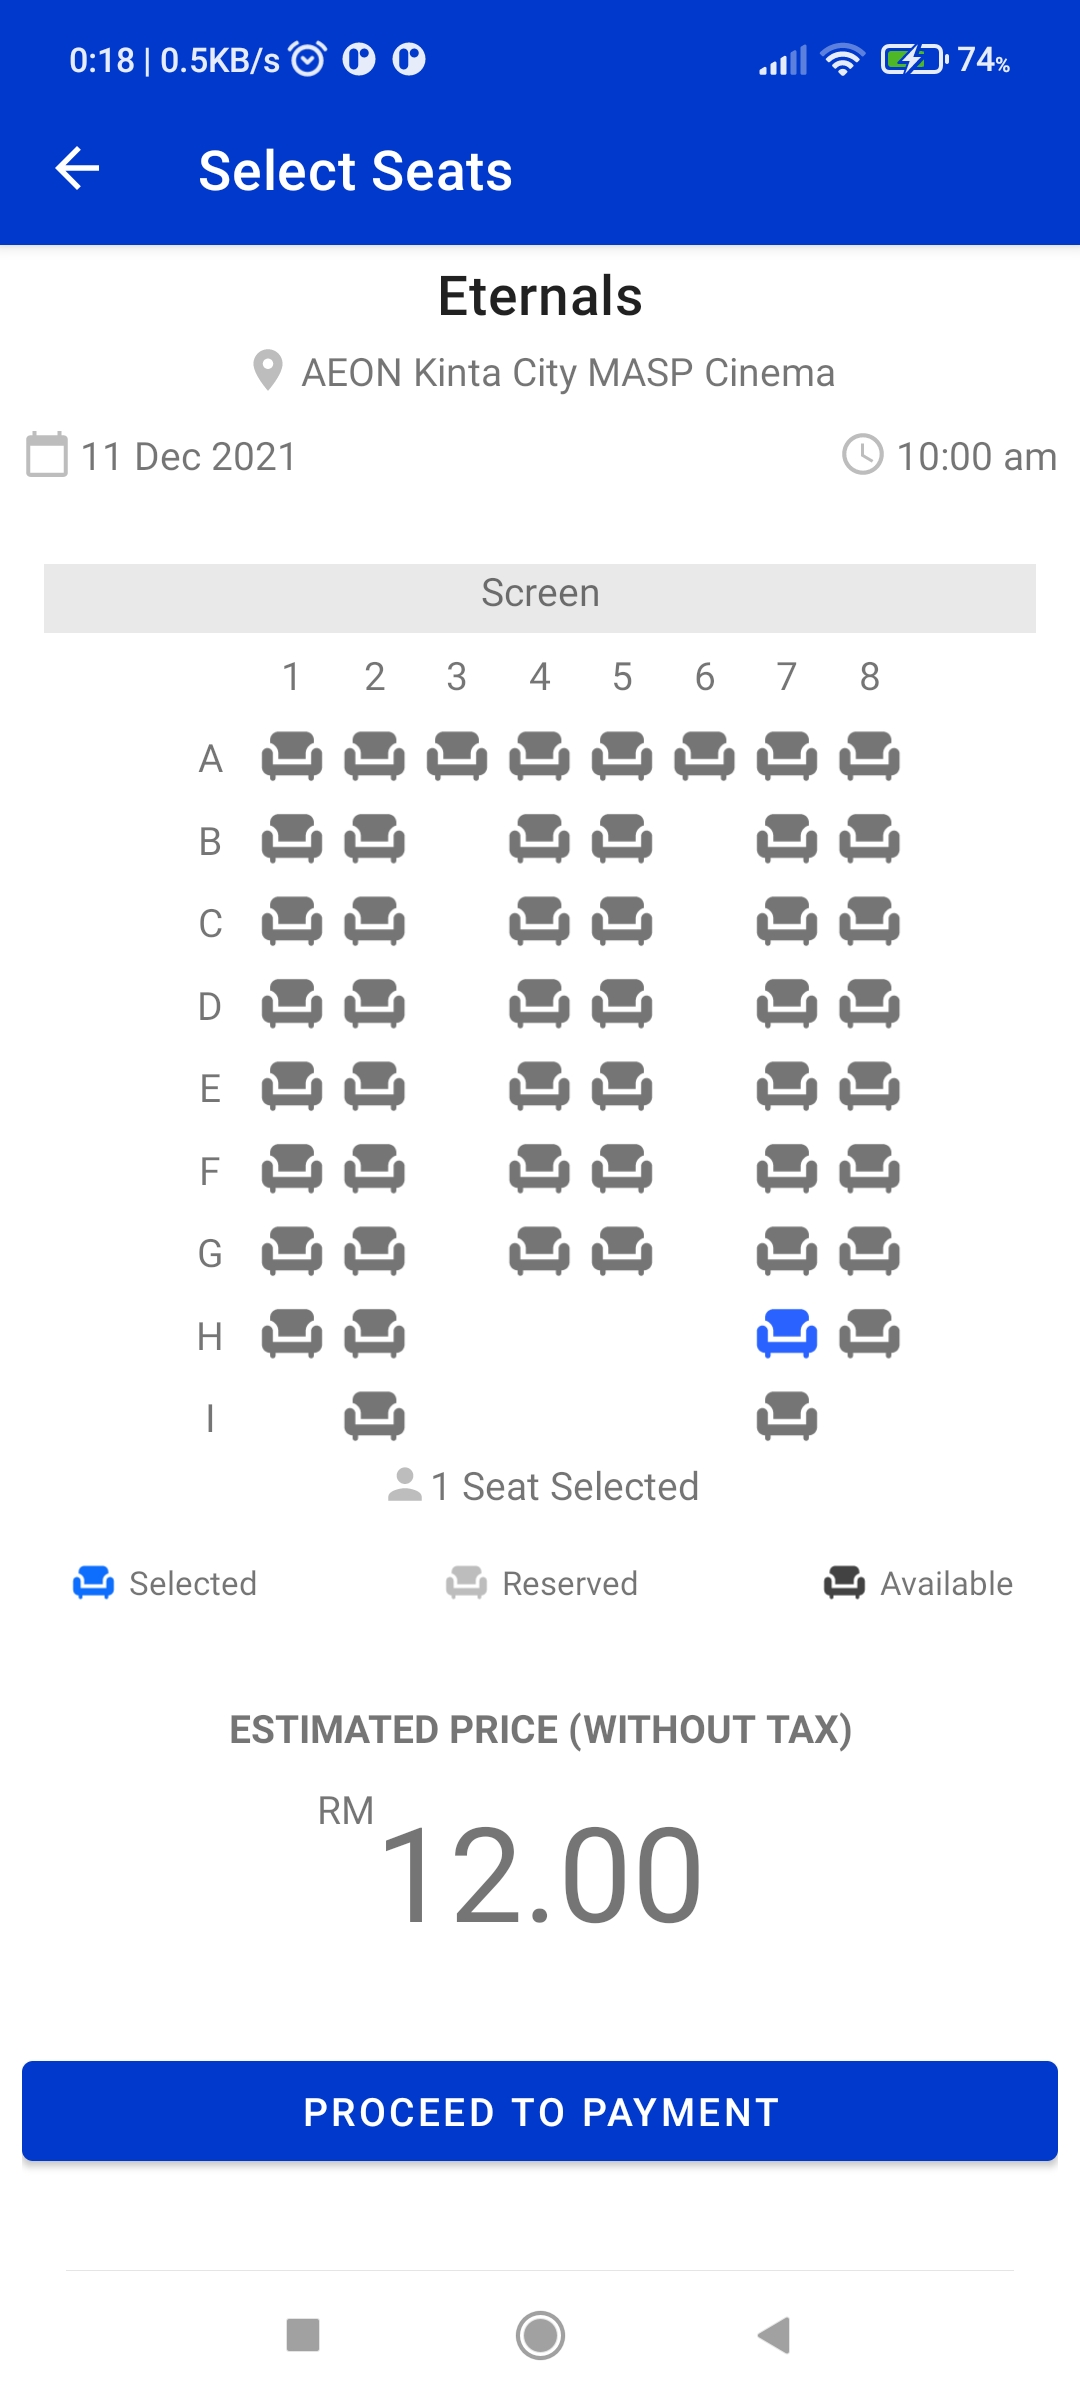 0:18 | 0.5KB/s 74%
Select Seats
Eternals
AEON Kinta City MASP Cinema
11 Dec 2021 10:00 am
Screen
1 2 3 4 5 6 7 8
A
B
C
D
E
F
G
H
I
1 Seat Selected
Selected Reserved Available
ESTIMATED PRICE (WITHOUT TAX)
RM 12.00
PROCEED TO PAYMENT